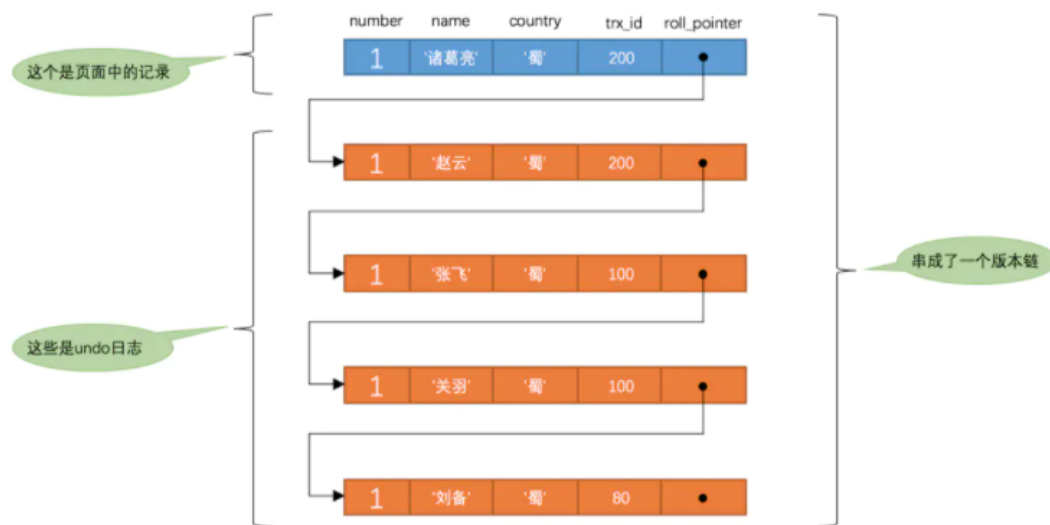 number name country trx_id roll_pointer
1 '诸葛亮' '蜀' 200
这个是页面中的记录
1 '赵云' '蜀' 200
1 '张飞' '蜀' 100
串成了一个版本链
这些是undo日志
1 '关羽' '蜀' 100
1 '刘备' '蜀' 80